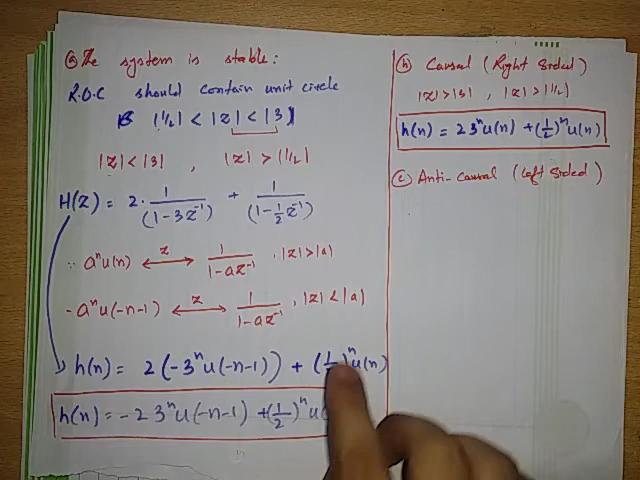 ⓐ The system is stable:
R.O.C should contain unit circle
|1/2| < |z| < |3|
|z| < |3| , |z| > |1/2|
H(z) = 2. 1/(1-3z⁻¹) + 1/(1-½z⁻¹)
∵ aⁿu(n) ⟷ᶻ 1/(1-az⁻¹) , |z| > |a|
-aⁿu(-n-1) ⟷ᶻ 1/(1-az⁻¹) , |z| < |a|
h(n) = 2(-3ⁿu(-n-1)) + ( )ⁿu(n)
h(n) = -2 3ⁿu(-n-1) + (½)ⁿu
ⓑ Causal (Right Sided)
|z| > |3| , |z| > |1/2|
h(n) = 2 3ⁿu(n) + (½)ⁿu(n)
ⓒ Anti-Causal (Left Sided)